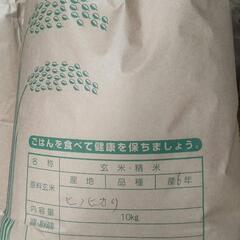 ごはんを食べて健康を保ちましょう。
名称 玄米・精米
原料玄米 産地 品種 産6年
ヒノヒカリ
内容量 10kg